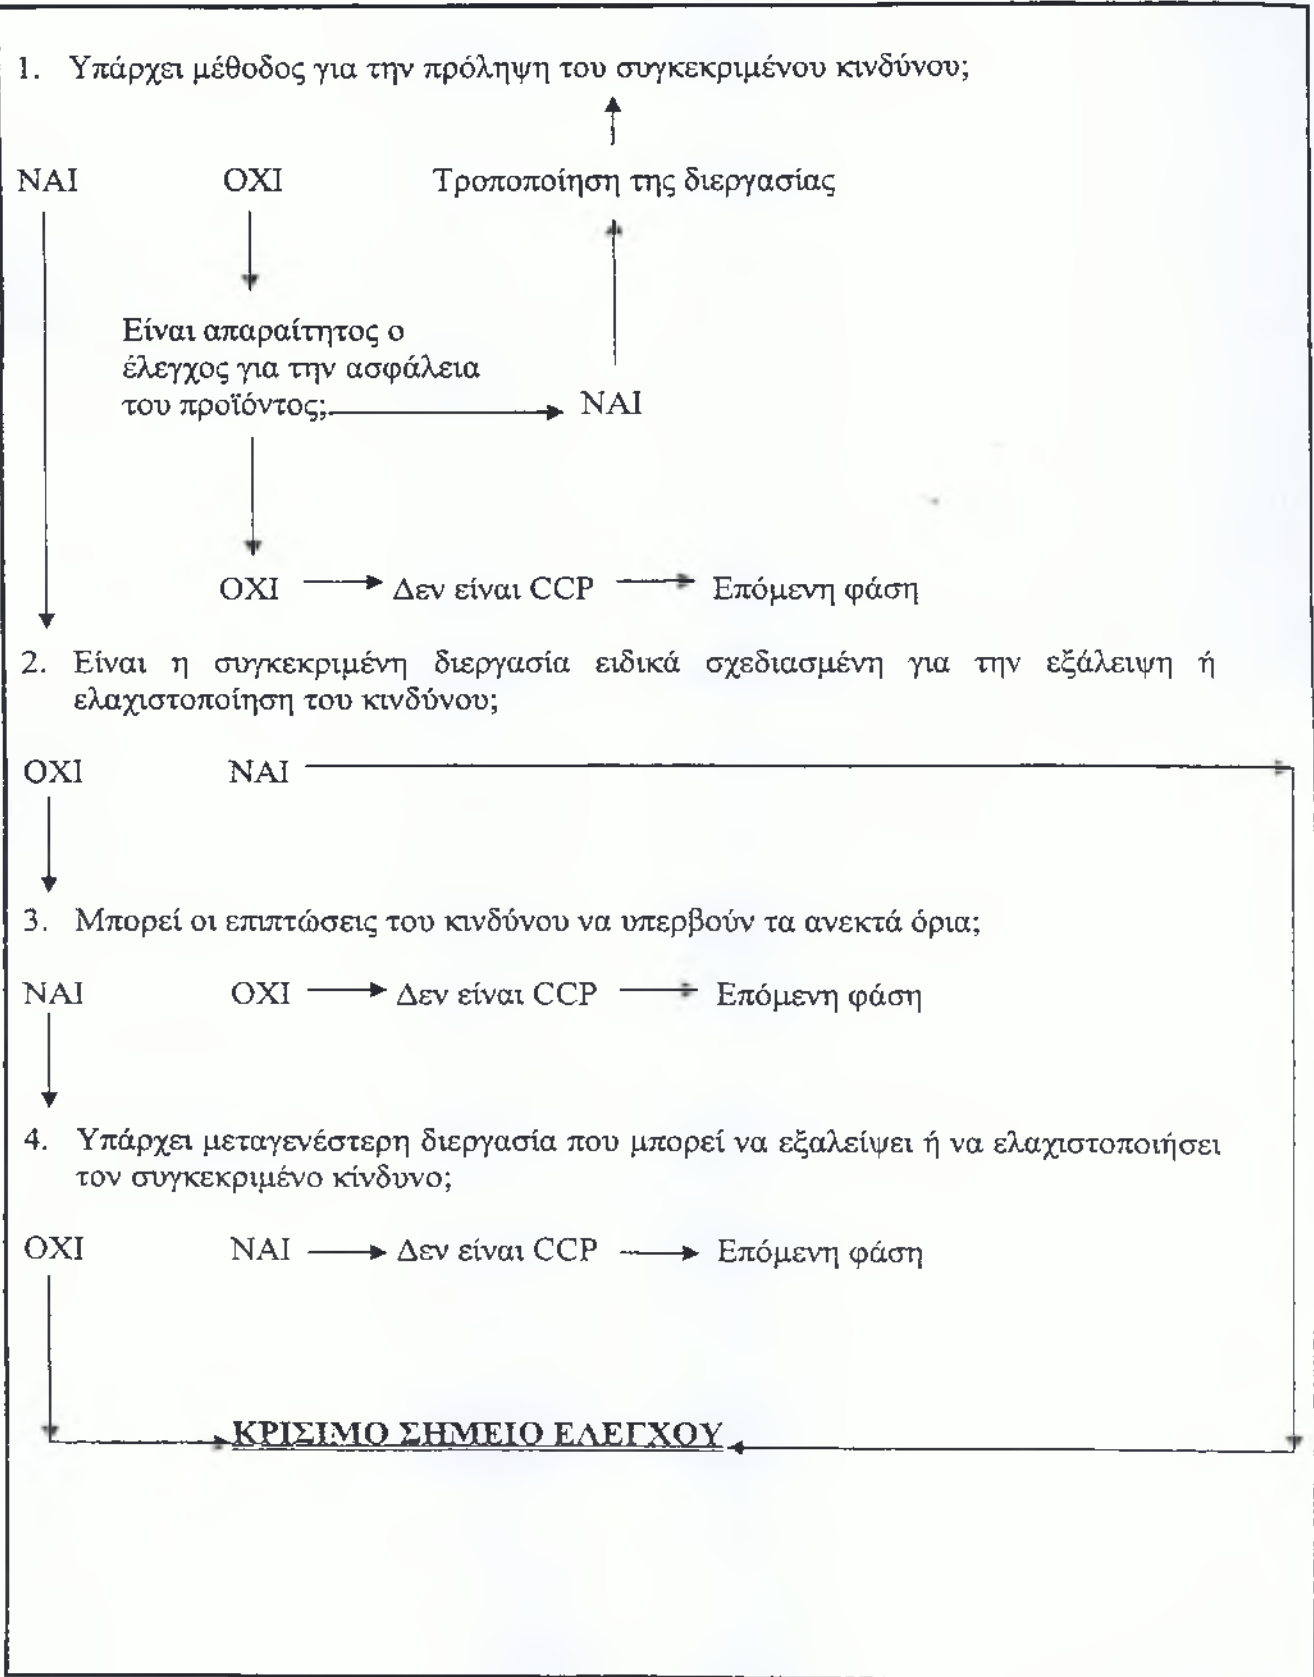 1. Υπάρχει μέθοδος για την πρόληψη του συγκεκριμένου κινδύνου;
ΝΑΙ ΟΧΙ Τροποποίηση της διεργασίας
Είναι απαραίτητος ο
έλεγχος για την ασφάλεια
του προϊόντος; ΝΑΙ
ΟΧΙ Δεν είναι CCP Επόμενη φάση
2. Είναι η συγκεκριμένη διεργασία ειδικά σχεδιασμένη για την εξάλειψη ή
ελαχιστοποίηση του κινδύνου;
ΟΧΙ ΝΑΙ
3. Μπορεί οι επιπτώσεις του κινδύνου να υπερβούν τα ανεκτά όρια;
ΝΑΙ ΟΧΙ Δεν είναι CCP Επόμενη φάση
4. Υπάρχει μεταγενέστερη διεργασία που μπορεί να εξαλείψει ή να ελαχιστοποιήσει
τον συγκεκριμένο κίνδυνο;
ΟΧΙ ΝΑΙ Δεν είναι CCP Επόμενη φάση
ΚΡΙΣΙΜΟ ΣΗΜΕΙΟ ΕΛΕΓΧΟΥ